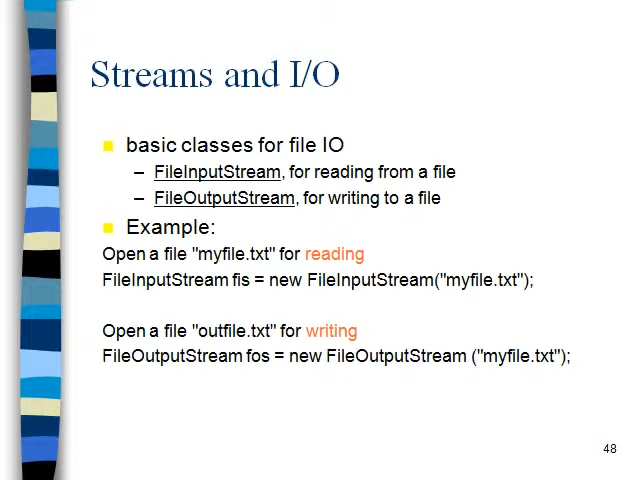 Streams and I/O
basic classes for file IO
– FileInputStream, for reading from a file
– FileOutputStream, for writing to a file
Example:
Open a file "myfile.txt" for reading
FileInputStream fis = new FileInputStream("myfile.txt");
Open a file "outfile.txt" for writing
FileOutputStream fos = new FileOutputStream ("myfile.txt");
48